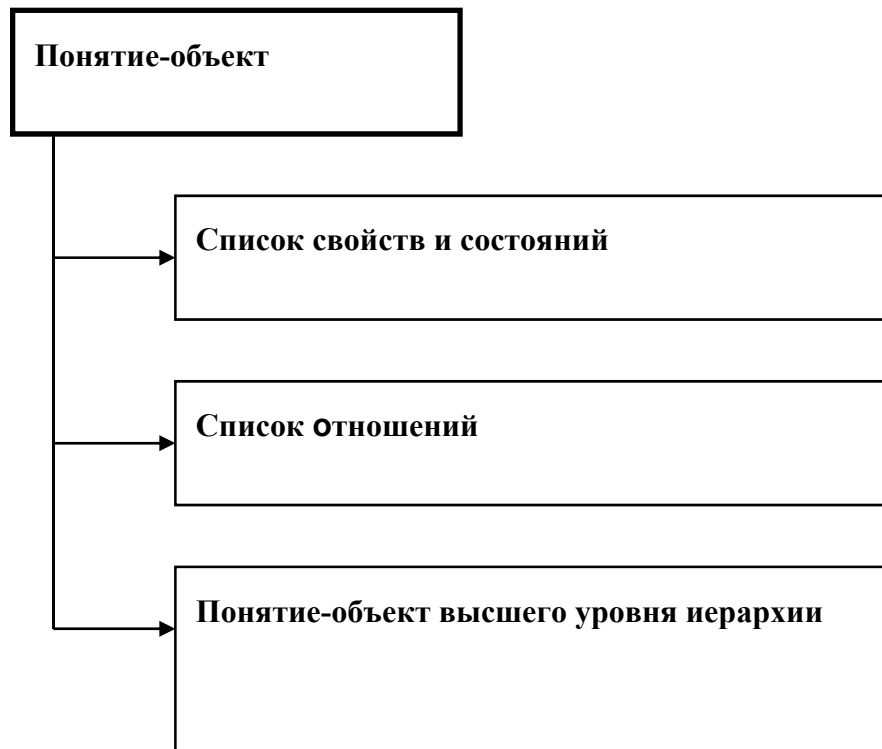 Понятие-объект
Список свойств и состояний
Список отношений
Понятие-объект высшего уровня иерархии